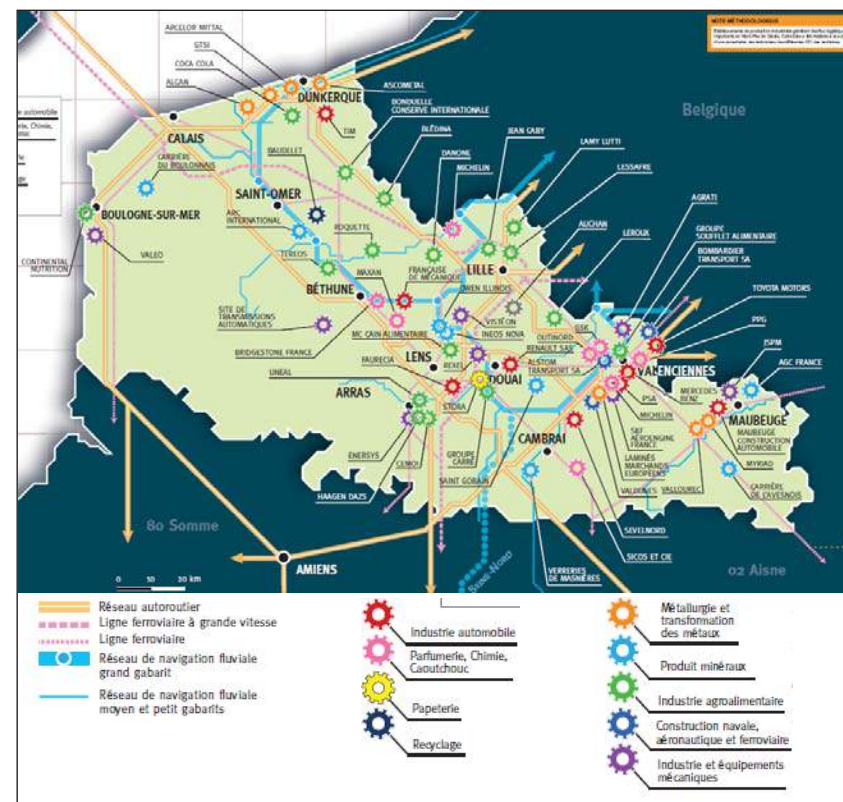 NOTE MÉTHODOLOGIQUE
ARCELOR MITTAL
GTSI
COCA COLA
ALCAN
DUNKERQUE
ASCOMETAL
BONDUELLE
CONSERVE INTERNATIONALE
BLÉDINA
JEAN CABY
Belgique
CALAIS
TIM
DANONE
MICHELIN
LAMY LUTTI
LESSAFRE
CARRIÈRE
DU BOULONNAIS
BAUDELET
SAINT-OMER
AUCHAN
AGRATI
GROUPE
SOUFFLET ALIMENTAIRE
BOMBARDIER
TRANSPORT SA
BOULOGNE-SUR-MER
ARC
INTERNATIONAL
ROQUETTE
LEROUX
CONTINENTAL
NUTRITION
VALEO
TEREOS
MAXAN
FRANÇAISE
DE MÉCANIQUE
LILLE
TOYOTA MOTORS
BÉTHUNE
OWEN ILLINOIS
SITE DE
TRANSMISSIONS
AUTOMATIQUES
MC CAIN ALIMENTAIRE
VISTÉON
INEOS NOVA
GSK
OUTINORD
RENAULT SAS
PPG
BRIDGESTONE FRANCE
LENS
REXEL
ALSTOM
TRANSPORT SA
VALENCIENNES
JSPM
AGC FRANCE
FAURECIA
DOUAI
UNEAL
ARRAS
STORA
PSA
MERCEDES
BENZ
MICHELIN
MAUBEUGE
MAUBEUGE
CONSTRUCTION
AUTOMOBILE
CAMBRAI
AEROENGINE
FRANCE
LAMINÉS
MARCHANDS
EUROPÉENS
VALDUNES
VALLOUREC
MYRIAD
CARRIÈRE
DE L'AVESNOIS
ENERSYS
CEMOI
GROUPE
CARRÉ
SAINT GOBAIN
HAAGEN DAZS
SEVELNORD
SICOS ET CIE
VERRERIES
DE MASNIÈRES
80 Somme
AMIENS
SEINE-NORD
02 Aisne
0 10 20 km
Réseau autoroutier
Ligne ferroviaire à grande vitesse
Ligne ferroviaire
Réseau de navigation fluviale
grand gabarit
Réseau de navigation fluviale
moyen et petit gabarits
Industrie automobile
Parfumerie, Chimie,
Caoutchouc
Papeterie
Recyclage
Métallurgie et
transformation
des métaux
Produit minéraux
Industrie agroalimentaire
Construction navale,
aéronautique et ferroviaire
Industrie et équipements
mécaniques